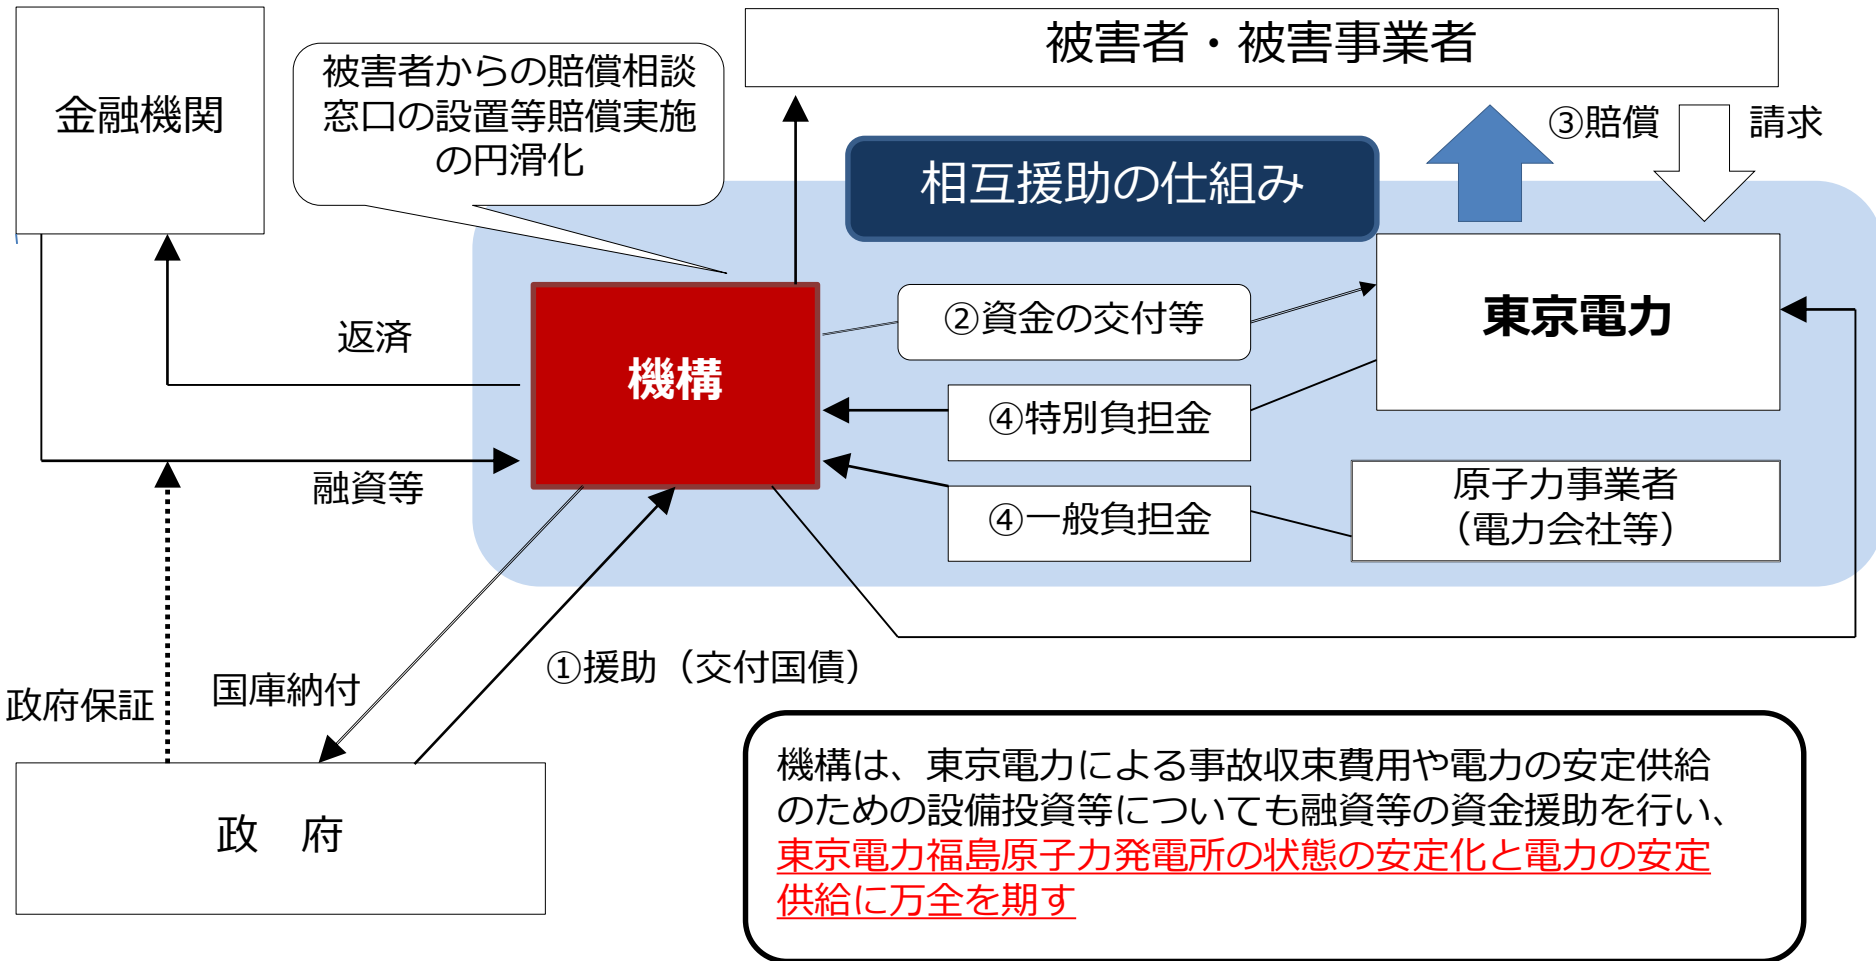 被害者・被害事業者
金融機関
被害者からの賠償相談
窓口の設置等賠償実施
の円滑化
③賠償
請求
相互援助の仕組み
機構
②資金の交付等
東京電力
返済
④特別負担金
融資等
④一般負担金
原子力事業者
（電力会社等）
①援助（交付国債）
国庫納付
政府保証
政　府
機構は、東京電力による事故収束費用や電力の安定供給
のための設備投資等についても融資等の資金援助を行い、
東京電力福島原子力発電所の状態の安定化と電力の安定
供給に万全を期す